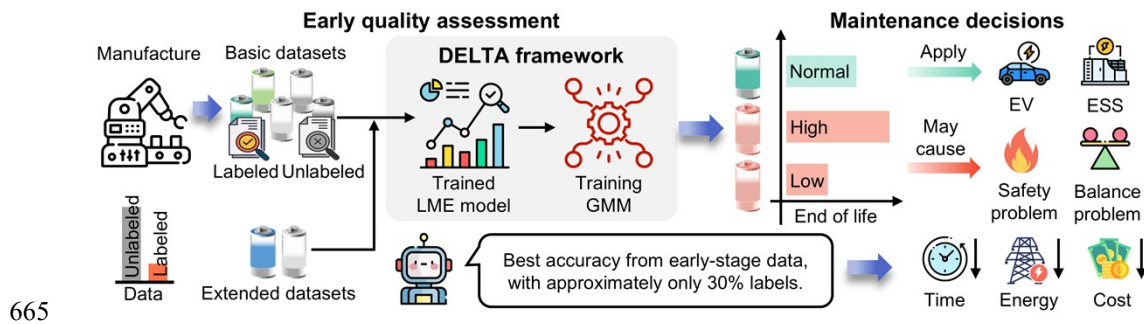 Early quality assessment
Maintenance decisions
Manufacture
Basic datasets
DELTA framework
Labeled
Unlabeled
Trained
LME model
Training
GMM
Normal
High
Low
End of life
Apply
EV
ESS
May
cause
Safety
problem
Balance
problem
Unlabeled
Labeled
Data
Extended datasets
Best accuracy from early-stage data,
with approximately only 30% labels.
Time
Energy
Cost
665